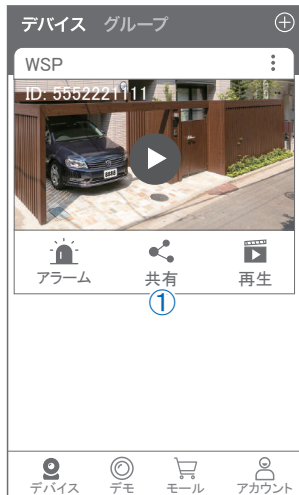 デバイス グループ
WSP
ID: 5552221111
アラーム 共有 再生
①
デバイス デモ モール アカウント